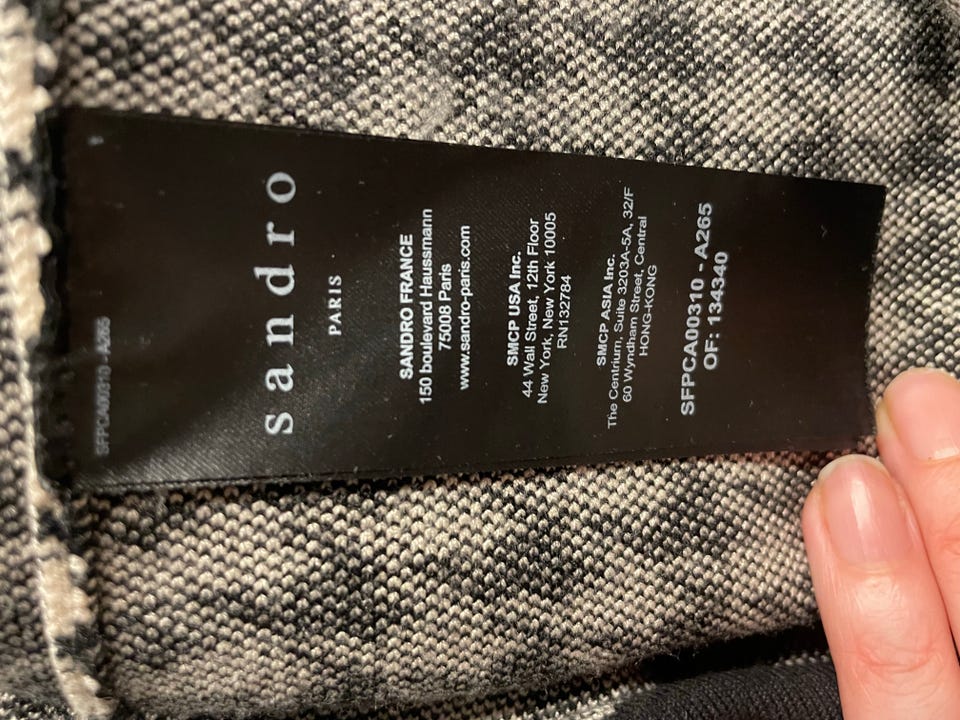 SFPCA00310 - A265
sandro
PARIS
SANDRO FRANCE
150 boulevard Haussmann
75008 Paris
www.sandro-paris.com
SMCP USA Inc.
44 Wall Street, 12th Floor
New York, New York 10005
RN132784
SMCP ASIA Inc.
The Centrium, Suite 3203A-5A, 32/F
60 Wyndham Street, Central
HONG-KONG
SFPCA00310 - A265
OF: 134340